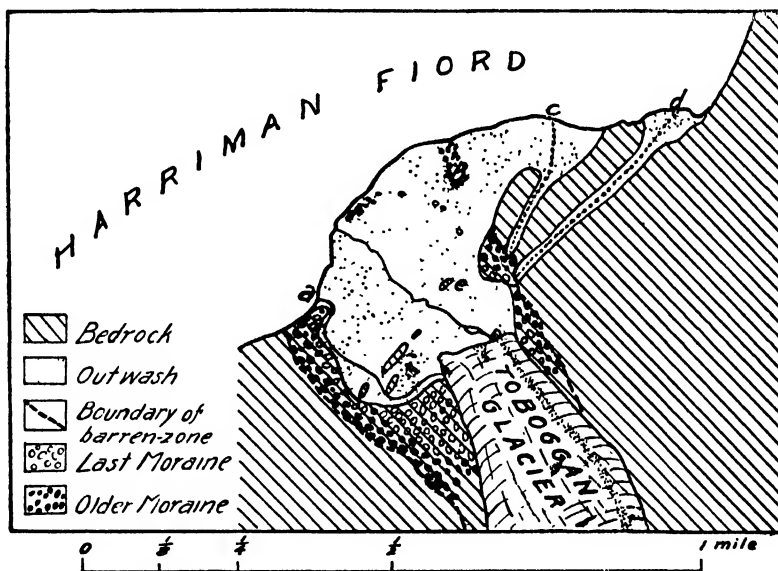 HARRIMAN FIORD
c
d
a
e
Bedrock
Outwash
Boundary of
barren-zone
Last Moraine
Older Moraine
TOBOGGAN
GLACIER
0 1/8 1/4 1/2 1 mile